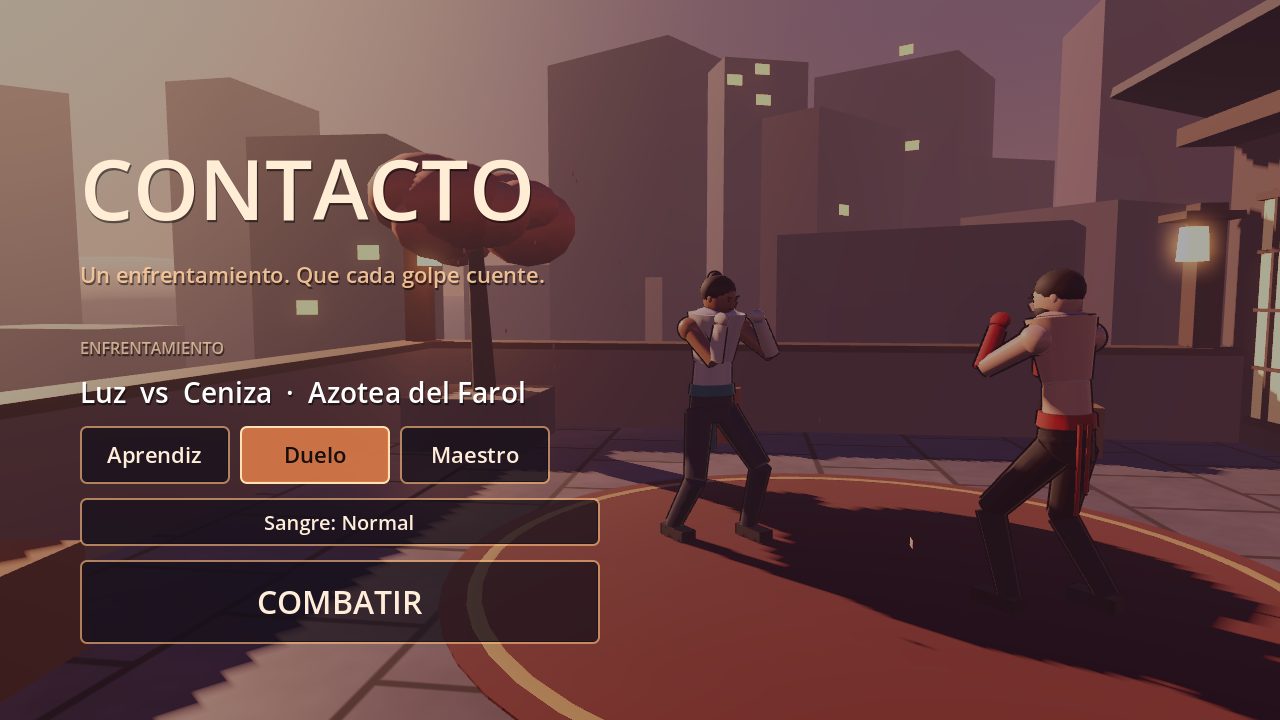 CONTACTO
Un enfrentamiento. Que cada golpe cuente.
ENFRENTAMIENTO
Luz vs Ceniza · Azotea del Farol
Aprendiz Duelo Maestro
Sangre: Normal
COMBATIR